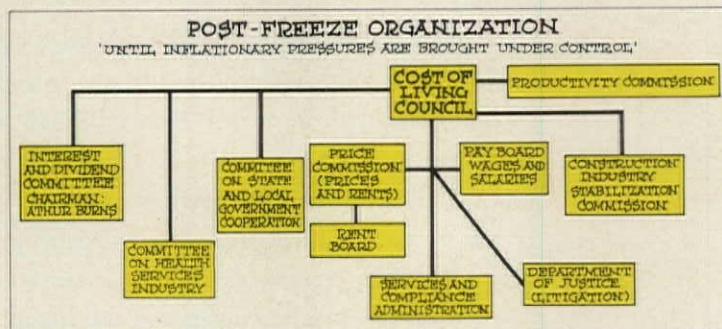 POST-FREEZE ORGANIZATION
'UNTIL INFLATIONARY PRESSURES ARE BROUGHT UNDER CONTROL'
COST OF
LIVING
COUNCIL
PRODUCTIVITY COMMISSION
INTEREST
AND DIVIDEND
COMMITTEE
CHAIRMAN:
ATHUR BURNS
COMMITTEE
ON HEALTH
SERVICES
INDUSTRY
COMMITEE
ON STATE
AND LOCAL
GOVERNMENT
COOPERATION
PRICE
COMMISSION
(PRICES
AND RENTS)
RENT
BOARD
PAY BOARD
WAGES AND
SALARIES
CONSTRUCTION
INDUSTRY
STABILIZATION
COMMISSION
SERVICES AND
COMPLIANCE
ADMINISTRATION
DEPARTMENT
OF JUSTICE
(LITIGATION)